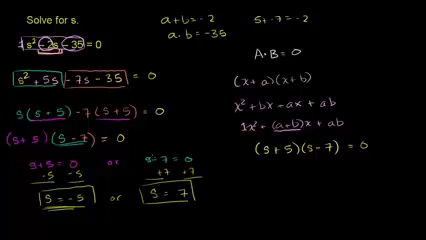 Solve for s.
1s² - 2s - 35 = 0
s² + 5s - 7s - 35 = 0
s(s + 5) - 7(s + 5) = 0
(s + 5)(s - 7) = 0
s + 5 = 0 or s - 7 = 0
-5 -5 +7 +7
s = -5 or s = 7
a + b = -2
a · b = -35
5 + -7 = -2
A · B = 0
(x + a)(x + b)
x² + bx + ax + ab
1x² + (a+b)x + ab
(s + 5)(s - 7) = 0